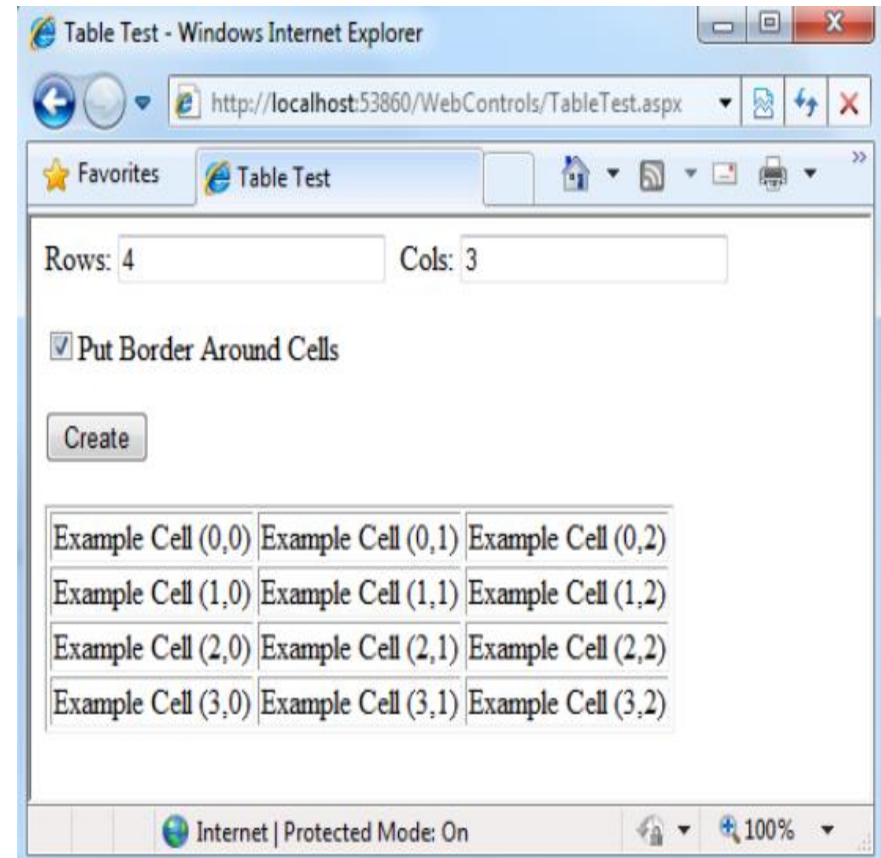 Table Test - Windows Internet Explorer
http://localhost:53860/WebControls/TableTest.aspx
Favorites Table Test »
Rows: 4 Cols: 3
Put Border Around Cells
Create
Example Cell (0,0) Example Cell (0,1) Example Cell (0,2)
Example Cell (1,0) Example Cell (1,1) Example Cell (1,2)
Example Cell (2,0) Example Cell (2,1) Example Cell (2,2)
Example Cell (3,0) Example Cell (3,1) Example Cell (3,2)
Internet | Protected Mode: On 100%